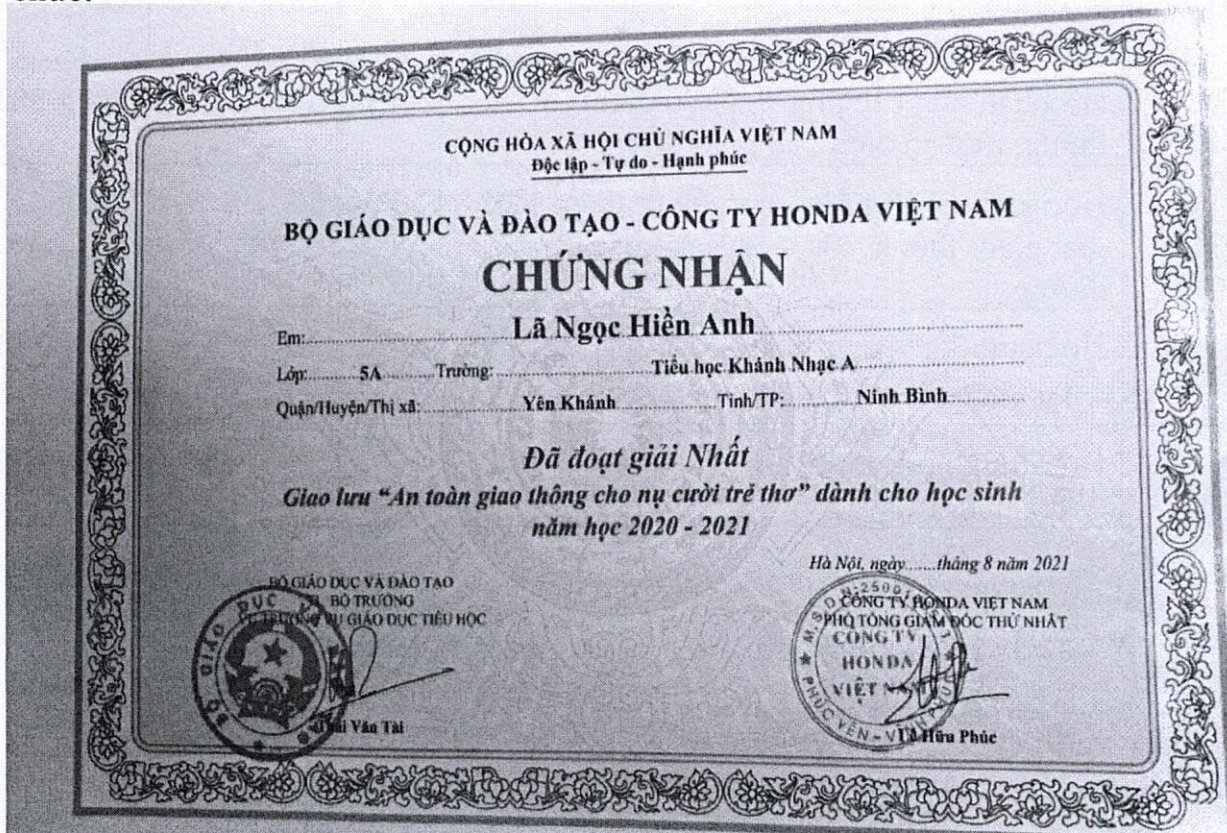 CỘNG HÒA XÃ HỘI CHỦ NGHĨA VIỆT NAM
Độc lập - Tự do - Hạnh phúc
BỘ GIÁO DỤC VÀ ĐÀO TẠO - CÔNG TY HONDA VIỆT NAM
CHỨNG NHẬN
Em: Lã Ngọc Hiền Anh
Lớp: 5A Trường: Tiểu học Khánh Nhạc A
Quận/Huyện/Thị xã: Yên Khánh Tỉnh/TP: Ninh Bình
Đã đoạt giải Nhất
Giao lưu “An toàn giao thông cho nụ cười trẻ thơ” dành cho học sinh
năm học 2020 - 2021
Hà Nội, ngày.......tháng 8 năm 2021
BỘ GIÁO DỤC VÀ ĐÀO TẠO
TL. BỘ TRƯỞNG
VỤ TRƯỞNG VỤ GIÁO DỤC TIỂU HỌC
Thái Văn Tài
CÔNG TY HONDA VIỆT NAM
PHÓ TỔNG GIÁM ĐỐC THỨ NHẤT
CÔNG TY
HONDA
VIỆT NAM
Hữu Phúc